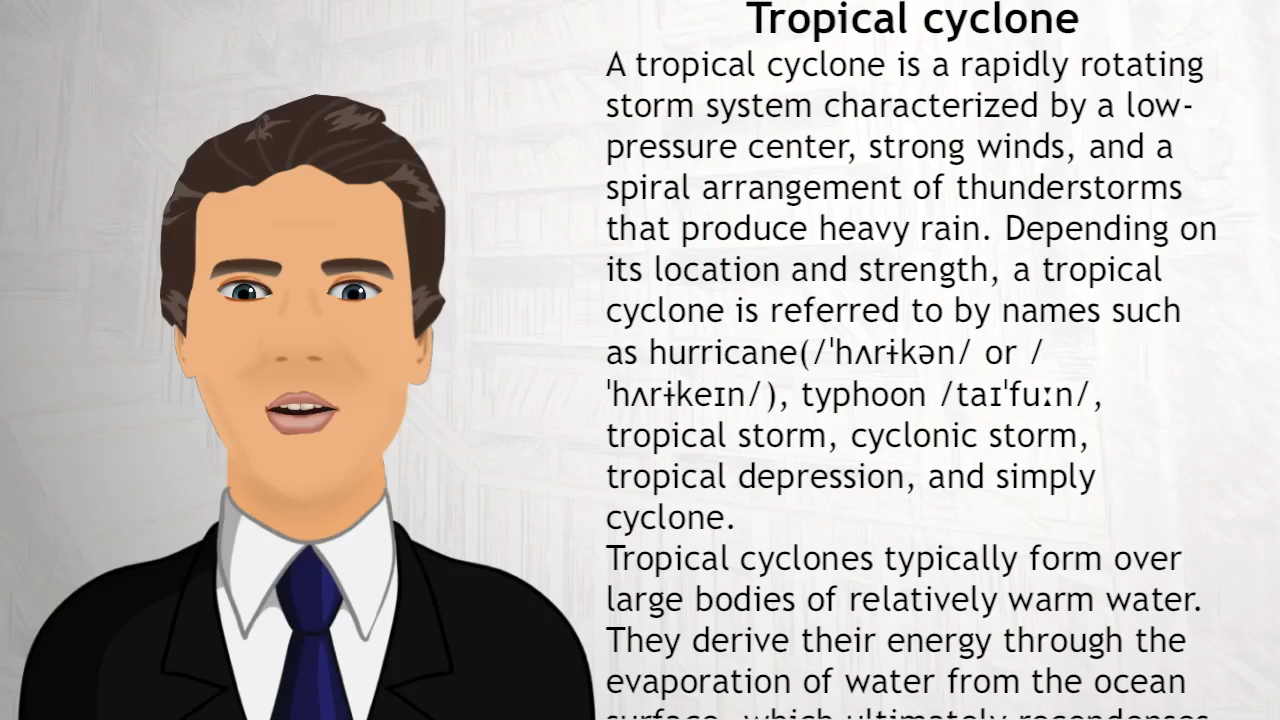 Tropical cyclone
A tropical cyclone is a rapidly rotating
storm system characterized by a low-
pressure center, strong winds, and a
spiral arrangement of thunderstorms
that produce heavy rain. Depending on
its location and strength, a tropical
cyclone is referred to by names such
as hurricane(/ˈhʌrɨkən/ or /
ˈhʌrɨkeɪn/), typhoon /taɪˈfuːn/,
tropical storm, cyclonic storm,
tropical depression, and simply
cyclone.
Tropical cyclones typically form over
large bodies of relatively warm water.
They derive their energy through the
evaporation of water from the ocean
surface, which ultimately recondenses